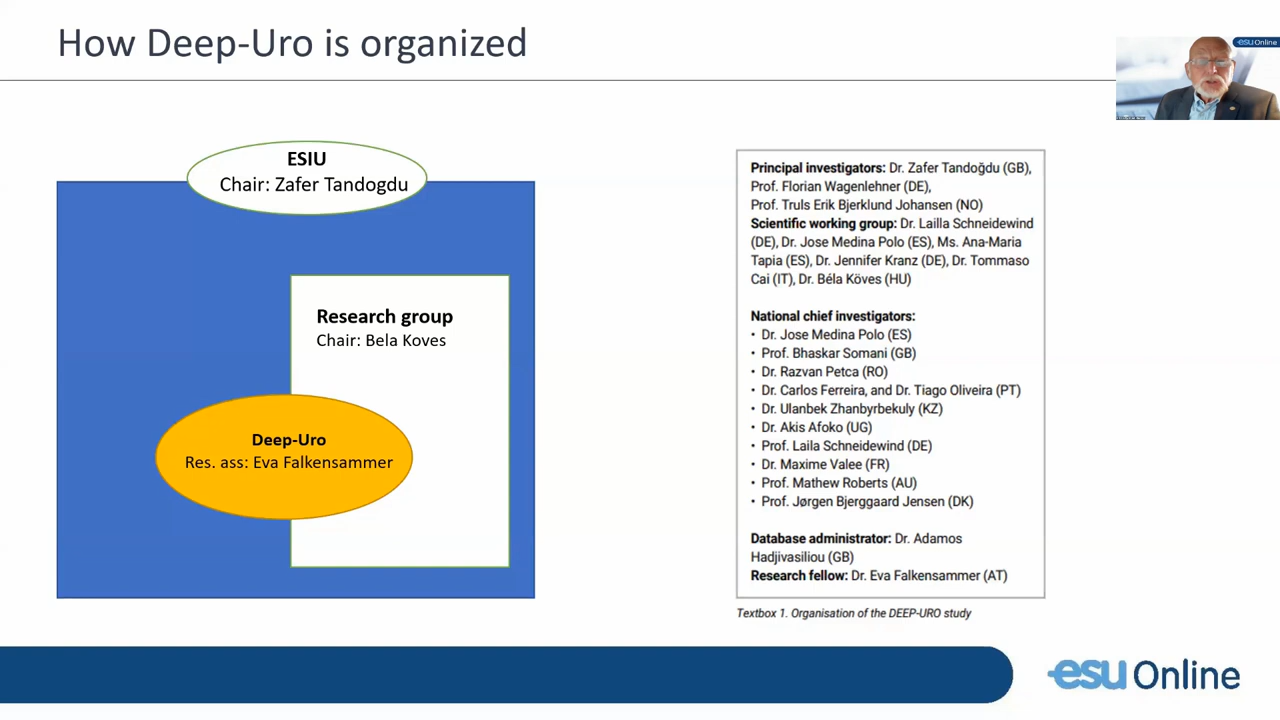 How Deep-Uro is organized
esu Online
ESIU
Chair: Zafer Tandogdu
Research group
Chair: Bela Koves
Deep-Uro
Res. ass: Eva Falkensammer
Principal investigators: Dr. Zafer Tandoğdu (GB),
Prof. Florian Wagenlehner (DE),
Prof. Truls Erik Bjerklund Johansen (NO)
Scientific working group: Dr. Lailla Schneidewind
(DE), Dr. Jose Medina Polo (ES), Ms. Ana-Maria
Tapia (ES), Dr. Jennifer Kranz (DE), Dr. Tommaso
Cai (IT), Dr. Béla Köves (HU)
National chief investigators:
• Dr. Jose Medina Polo (ES)
• Prof. Bhaskar Somani (GB)
• Dr. Razvan Petca (RO)
• Dr. Carlos Ferreira, and Dr. Tiago Oliveira (PT)
• Dr. Ulanbek Zhanbyrbekuly (KZ)
• Dr. Akis Afoko (UG)
• Prof. Laila Schneidewind (DE)
• Dr. Maxime Valee (FR)
• Prof. Mathew Roberts (AU)
• Prof. Jørgen Bjerggaard Jensen (DK)
Database administrator: Dr. Adamos
Hadjivasiliou (GB)
Research fellow: Dr. Eva Falkensammer (AT)
Textbox 1. Organisation of the DEEP-URO study
esu Online